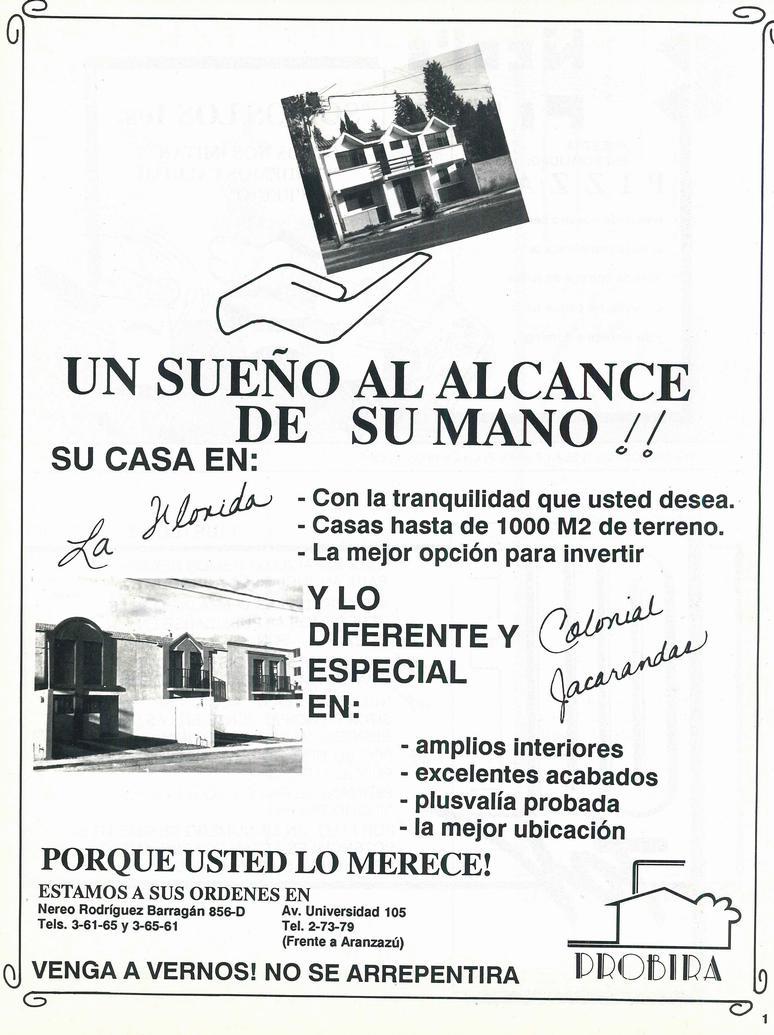 UN SUEÑO AL ALCANCE
DE SU MANO !!
SU CASA EN:
La Florida
- Con la tranquilidad que usted desea.
- Casas hasta de 1000 M2 de terreno.
- La mejor opción para invertir
Y LO
DIFERENTE Y
ESPECIAL
EN:
Colonial
Jacarandas
- amplios interiores
- excelentes acabados
- plusvalía probada
- la mejor ubicación
PORQUE USTED LO MERECE!
ESTAMOS A SUS ORDENES EN
Nereo Rodríguez Barragán 856-D
Tels. 3-61-65 y 3-65-61
Av. Universidad 105
Tel. 2-73-79
(Frente a Aranzazú)
VENGA A VERNOS! NO SE ARREPENTIRA
PROBIRA
1